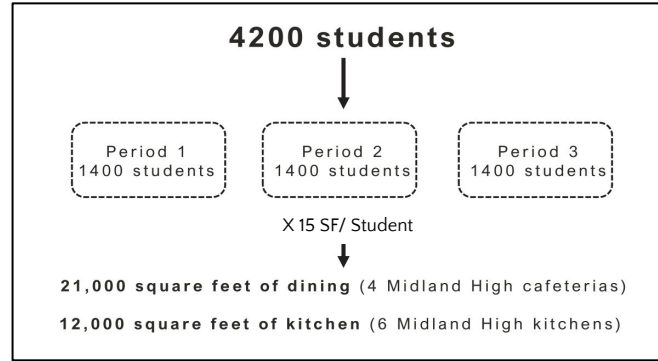 4200 students
Period 1
1400 students
Period 2
1400 students
Period 3
1400 students
X 15 SF/ Student
21,000 square feet of dining (4 Midland High cafeterias)
12,000 square feet of kitchen (6 Midland High kitchens)